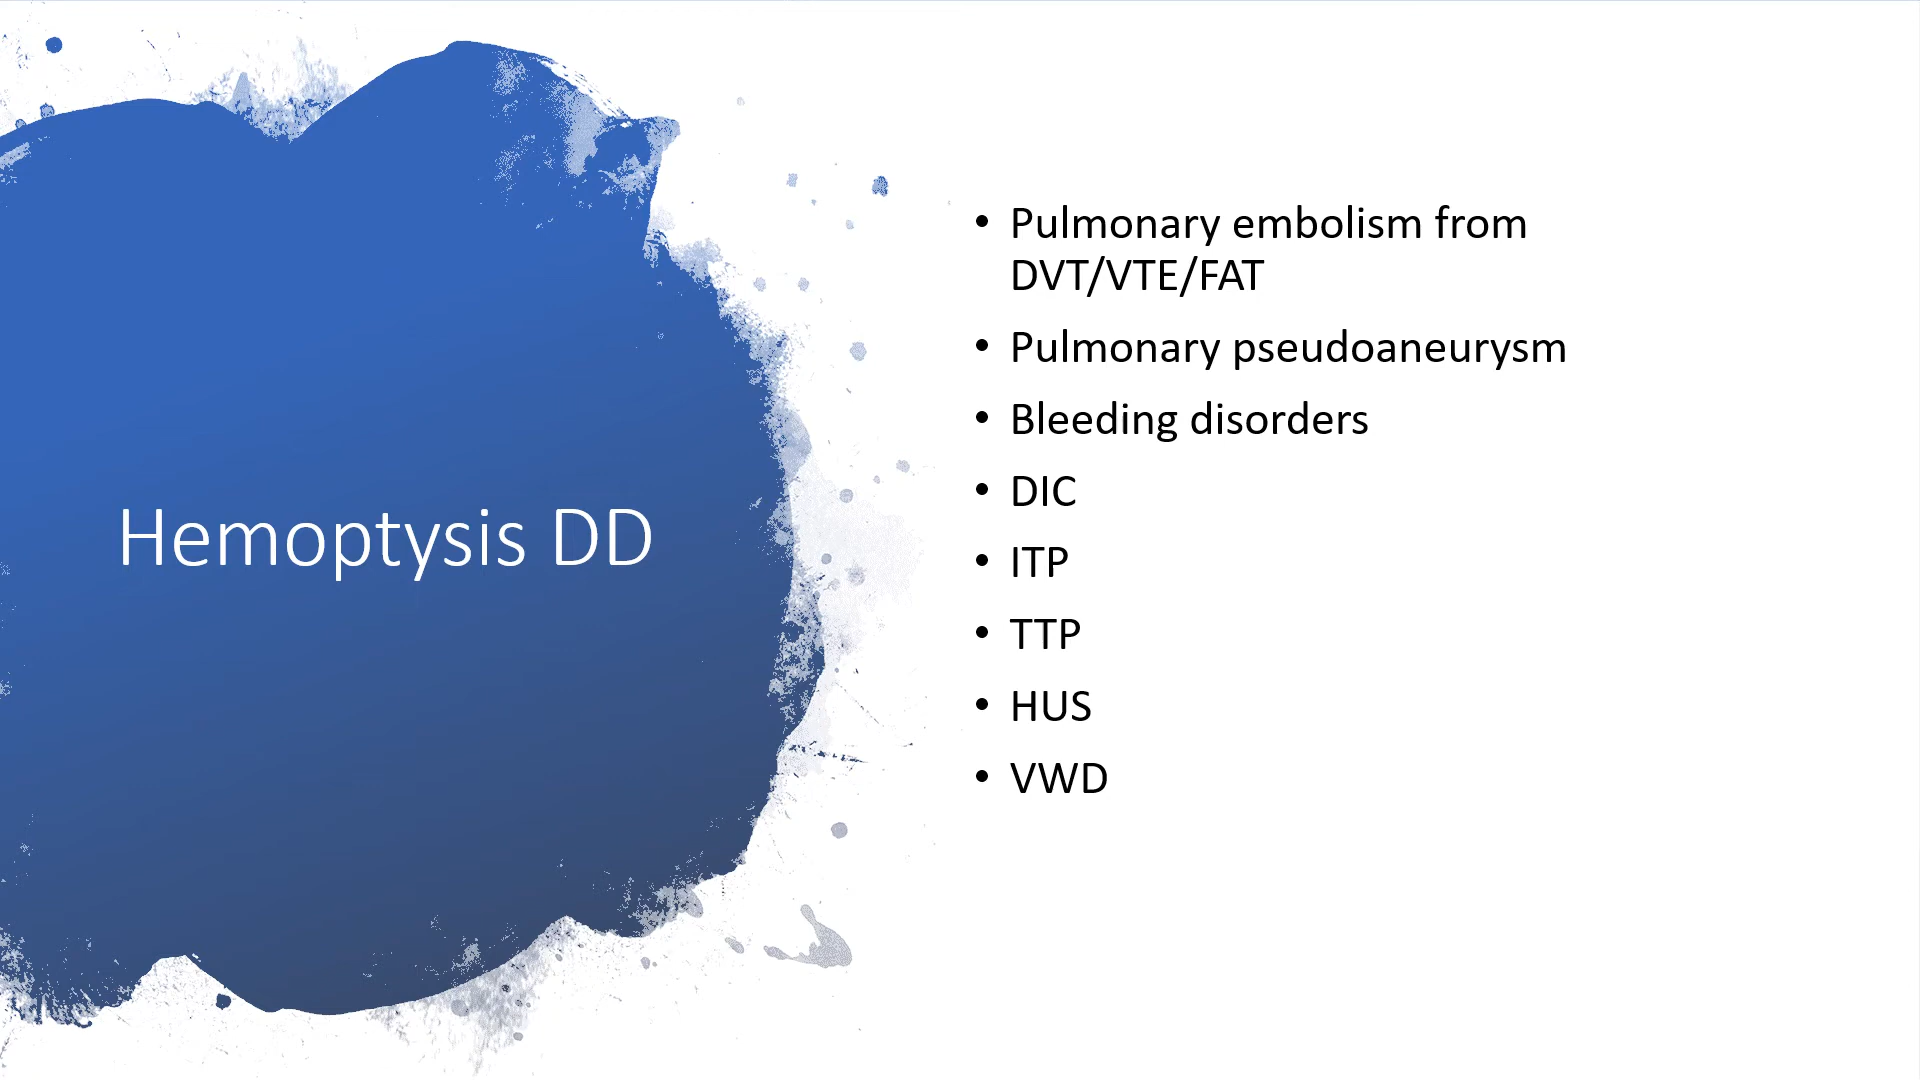 Hemoptysis DD
• Pulmonary embolism from
DVT/VTE/FAT
• Pulmonary pseudoaneurysm
• Bleeding disorders
• DIC
• ITP
• TTP
• HUS
• VWD